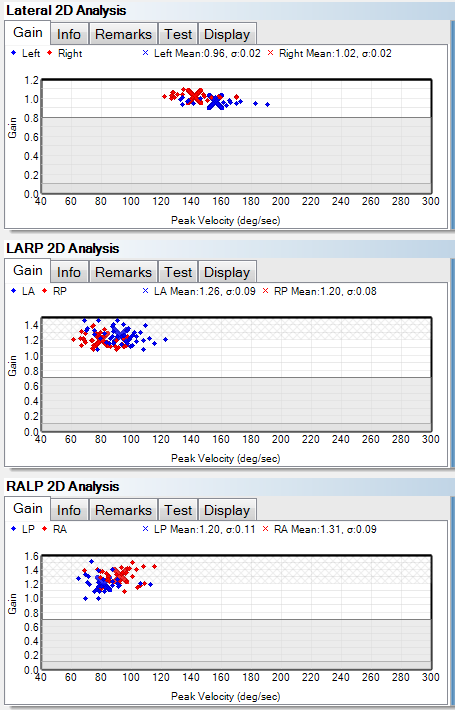 Lateral 2D Analysis
Gain Info Remarks Test Display
Left Right Left Mean:0.96, σ:0.02 Right Mean:1.02, σ:0.02
1.2
1.0
0.8
0.6
0.4
0.2
0.0
Gain
40 60 80 100 120 140 160 180 200 220 240 260 280 300
Peak Velocity (deg/sec)
LARP 2D Analysis
Gain Info Remarks Test Display
LA RP LA Mean:1.26, σ:0.09 RP Mean:1.20, σ:0.08
1.4
1.2
1.0
0.8
0.6
0.4
0.2
0.0
Gain
40 60 80 100 120 140 160 180 200 220 240 260 280 300
Peak Velocity (deg/sec)
RALP 2D Analysis
Gain Info Remarks Test Display
LP RA LP Mean:1.20, σ:0.11 RA Mean:1.31, σ:0.09
1.6
1.4
1.2
1.0
0.8
0.6
0.4
0.2
0.0
Gain
40 60 80 100 120 140 160 180 200 220 240 260 280 300
Peak Velocity (deg/sec)